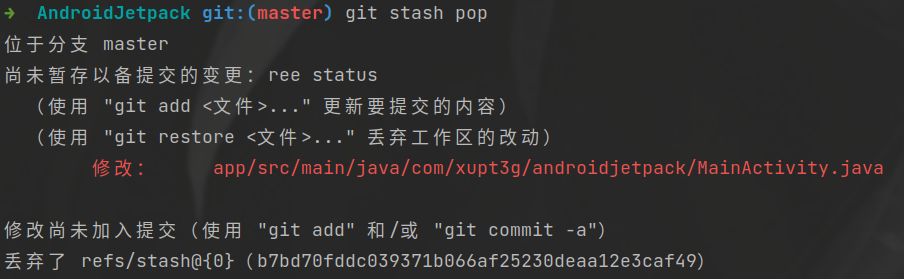 ➜ AndroidJetpack git:(master) git stash pop
位于分支 master
尚未暂存以备提交的变更：ree status
（使用 "git add <文件>..." 更新要提交的内容）
（使用 "git restore <文件>..." 丢弃工作区的改动）
修改： app/src/main/java/com/xupt3g/androidjetpack/MainActivity.java
修改尚未加入提交（使用 "git add" 和/或 "git commit -a"）
丢弃了 refs/stash@{0}（b7bd70fddc039371b066af25230deaa12e3caf49）